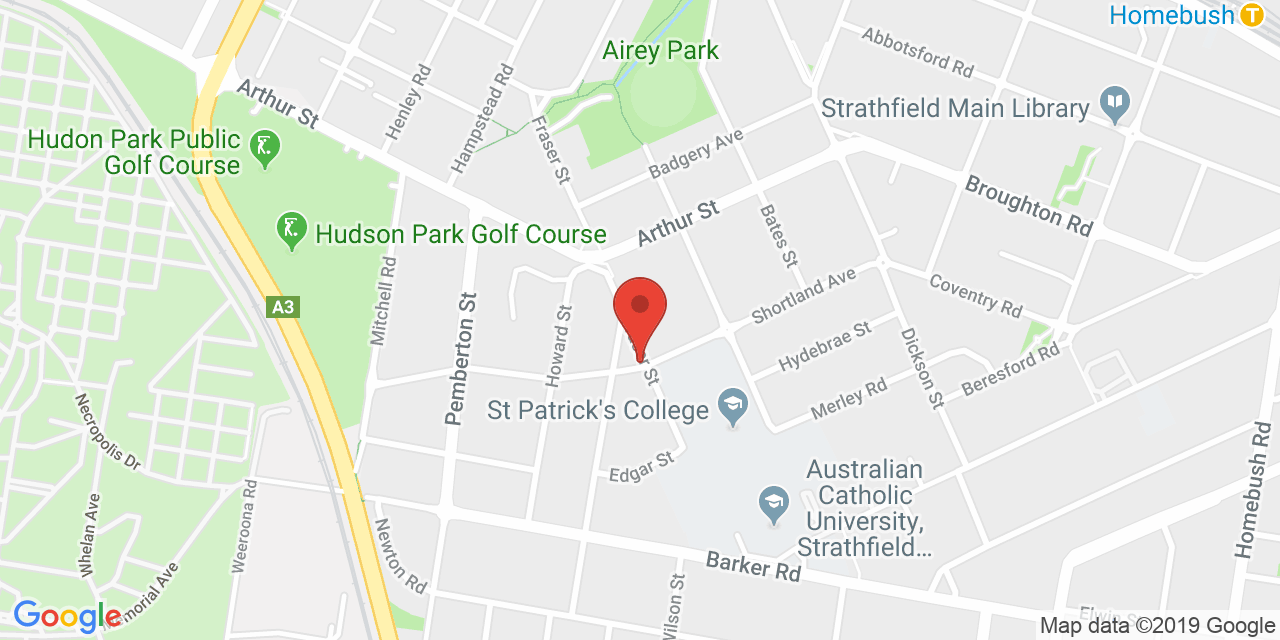 Homebush T
Abbotsford Rd
Airey Park
Strathfield Main Library
Arthur St
Henley Rd
Hampstead Rd
Fraser St
Badgery Ave
Hudon Park Public
Golf Course
Broughton Rd
Arthur St
Bates St
Hudson Park Golf Course
Mitchell Rd
A3
Pemberton St
Howard St
Shortland Ave
Coventry Rd
Hydebrae St
Dickson St
Beresford Rd
Merley Rd
St
St Patrick's College
Necropolis Dr
Homebush Rd
Edgar St
Australian
Catholic
University,
Strathfield...
Whelan Ave
Weeroona Rd
Newton Rd
Barker Rd
Memorial Ave
Wilson St
Google
Map data ©2019 Google